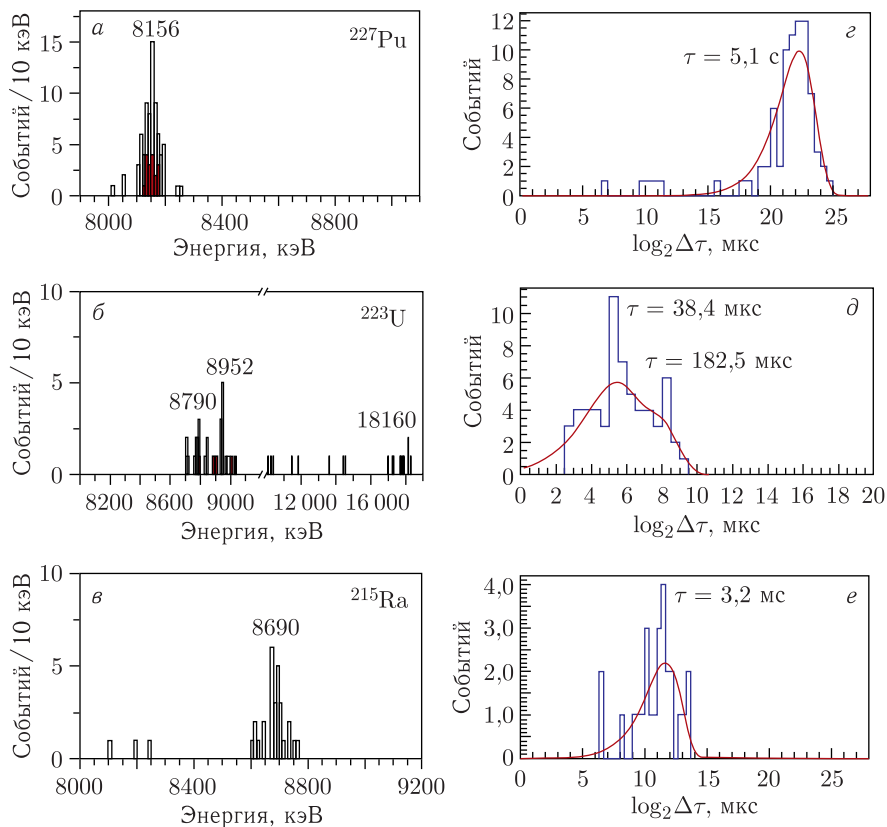 а
8156
²²⁷Pu
Событий/10 кэВ
15
10
5
0
8000
8400
8800
Энергия, кэВ
г
τ = 5,1 с
Событий
12
10
8
6
4
2
0
0
5
10
15
20
25
log₂Δτ, мкс
б
²²³U
8952
8790
18160
Событий/10 кэВ
10
5
0
8200
8600
9000
12 000
16 000
Энергия, кэВ
д
τ = 38,4 мкс
τ = 182,5 мкс
Событий
10
8
6
4
2
0
0
2
4
6
8
10
12
14
16
18
20
log₂Δτ, мкс
в
²¹⁵Ra
8690
Событий/10 кэВ
10
5
0
8000
8400
8800
9200
Энергия, кэВ
е
τ = 3,2 мс
Событий
4,0
3,0
2,0
1,0
0
0
5
10
15
20
25
log₂Δτ, мкс